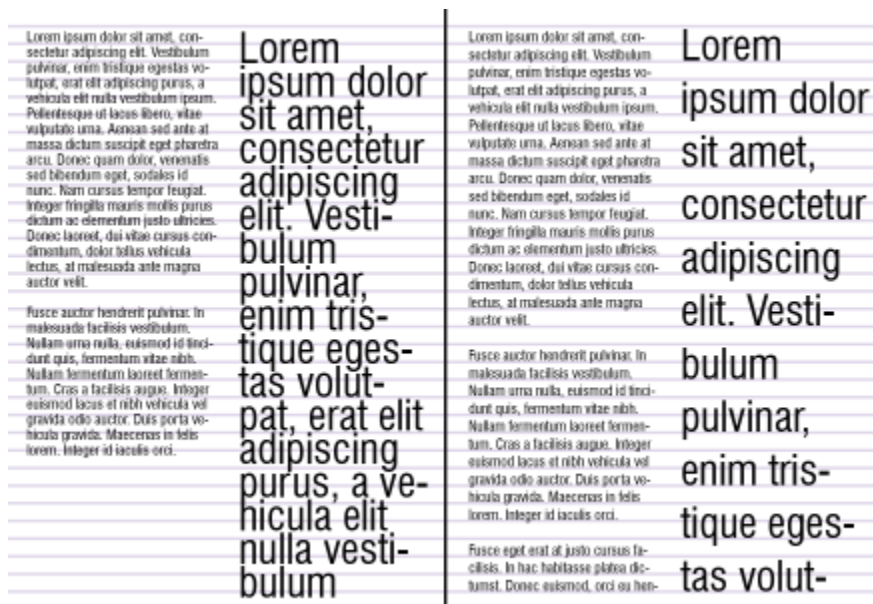 Lorem ipsum dolor sit amet, con-
sectetur adipiscing elit. Vestibulum
pulvinar, enim tristique egestas vo-
lutpat, erat elit adipiscing purus, a
vehicula elit nulla vestibulum ipsum.
Pellentesque ut lacus libero, vitae
vulputate urna. Aenean sed ante at
massa dictum suscipit eget pharetra
arcu. Donec quam dolor, venenatis
sed bibendum eget, sodales id
nunc. Nam cursus tempor feugiat.
Integer fringilla mauris mollis purus
dictum ac elementum justo ultricies.
Donec laoreet, dui vitae cursus con-
dimentum, dolor tellus vehicula
lectus, at malesuada ante magna
auctor velit.
Fusce auctor hendrerit pulvinar. In
malesuada facilisis vestibulum.
Nullam urna nulla, euismod id tinci-
dunt quis, fermentum vitae nibh.
Nullam fermentum laoreet fermen-
tum. Cras a facilisis augue. Integer
euismod lacus et nibh vehicula vel
gravida odio auctor. Duis porta ve-
hicula gravida. Maecenas in felis
lorem. Integer id iaculis orci.
Lorem
ipsum dolor
sit amet,
consectetur
adipiscing
elit. Vesti-
bulum
pulvinar,
enim tris-
tique eges-
tas volut-
pat, erat elit
adipiscing
purus, a ve-
hicula elit
nulla vesti-
bulum
Lorem ipsum dolor sit amet, con-
sectetur adipiscing elit. Vestibulum
pulvinar, enim tristique egestas vo-
lutpat, erat elit adipiscing purus, a
vehicula elit nulla vestibulum ipsum.
Pellentesque ut lacus libero, vitae
vulputate urna. Aenean sed ante at
massa dictum suscipit eget pharetra
arcu. Donec quam dolor, venenatis
sed bibendum eget, sodales id
nunc. Nam cursus tempor feugiat.
Integer fringilla mauris mollis purus
dictum ac elementum justo ultricies.
Donec laoreet, dui vitae cursus con-
dimentum, dolor tellus vehicula
lectus, at malesuada ante magna
auctor velit.
Fusce auctor hendrerit pulvinar. In
malesuada facilisis vestibulum.
Nullam urna nulla, euismod id tinci-
dunt quis, fermentum vitae nibh.
Nullam fermentum laoreet fermen-
tum. Cras a facilisis augue. Integer
euismod lacus et nibh vehicula vel
gravida odio auctor. Duis porta ve-
hicula gravida. Maecenas in felis
lorem. Integer id iaculis orci.
Fusce eget erat at justo cursus fa-
cilisis. In hac habitasse platea dic-
tumst. Donec euismod, orci eu hen-
Lorem
ipsum dolor
sit amet,
consectetur
adipiscing
elit. Vesti-
bulum
pulvinar,
enim tris-
tique eges-
tas volut-